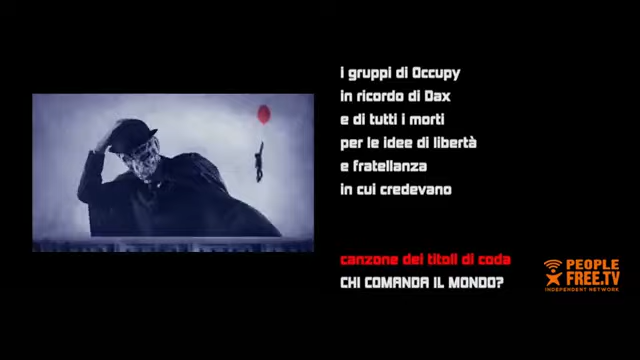 i gruppi di Occupy
in ricordo di Dax
e di tutti i morti
per le idee di libertà
e fratellanza
in cui credevano
canzone dei titoli di coda
CHI COMANDA IL MONDO?
PEOPLE
FREE.TV
INDEPENDENT NETWORK